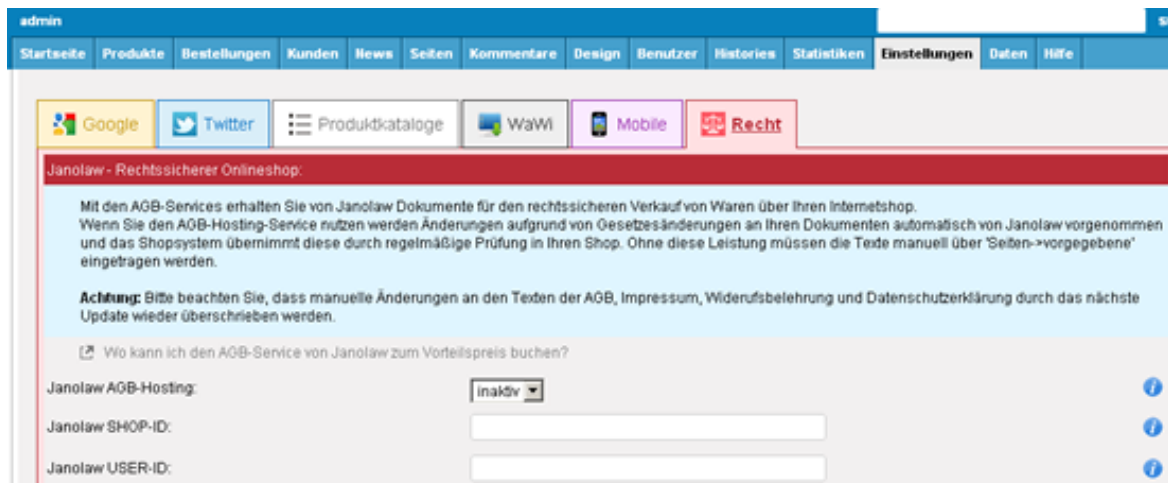 admin
Startseite Produkte Bestellungen Kunden News Seiten Kommentare Design Benutzer Histories Statistiken Einstellungen Daten Hilfe
Google Twitter Produktkataloge WaWi Mobile Recht
Janolaw - Rechtssicherer Onlineshop:
Mit den AGB-Services erhalten Sie von Janolaw Dokumente für den rechtssicheren Verkauf von Waren über Ihren Internetshop.
Wenn Sie den AGB-Hosting-Service nutzen werden Änderungen aufgrund von Gesetzesänderungen an Ihren Dokumenten automatisch von Janolaw vorgenommen
und das Shopsystem übernimmt diese durch regelmäßige Prüfung in Ihren Shop. Ohne diese Leistung müssen die Texte manuell über 'Seiten->vorgegebene'
eingetragen werden.
Achtung: Bitte beachten Sie, dass manuelle Änderungen an den Texten der AGB, Impressum, Widerufsbelehrung und Datenschutzerklärung durch das nächste
Update wieder überschrieben werden.
Wo kann ich den AGB-Service von Janolaw zum Vorteilspreis buchen?
Janolaw AGB-Hosting: inaktiv
Janolaw SHOP-ID:
Janolaw USER-ID: